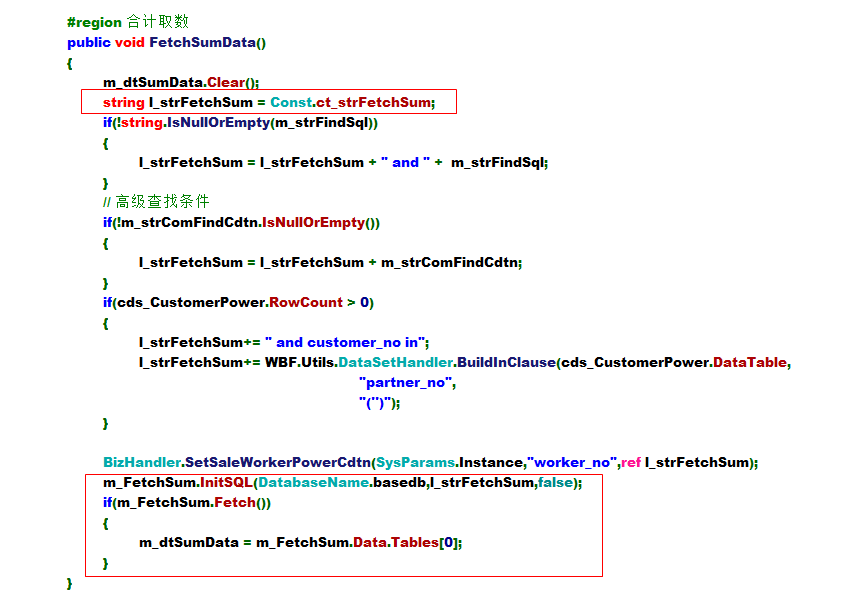 #region 合计取数
public void FetchSumData()
{
m_dtSumData.Clear();
string l_strFetchSum = Const.ct_strFetchSum;
if(!string.IsNullOrEmpty(m_strFindSql))
{
l_strFetchSum = l_strFetchSum + " and " + m_strFindSql;
}
// 高级查找条件
if(!m_strComFindCdtn.IsNullOrEmpty())
{
l_strFetchSum = l_strFetchSum + m_strComFindCdtn;
}
if(cds_CustomerPower.RowCount > 0)
{
l_strFetchSum+= " and customer_no in";
l_strFetchSum+= WBF.Utils.DataSetHandler.BuildInClause(cds_CustomerPower.DataTable,
"partner_no",
"('')");
}
BizHandler.SetSaleWorkerPowerCdtn(SysParams.Instance,"worker_no",ref l_strFetchSum);
m_FetchSum.InitSQL(DatabaseName.basedb,l_strFetchSum,false);
if(m_FetchSum.Fetch())
{
m_dtSumData = m_FetchSum.Data.Tables[0];
}
}